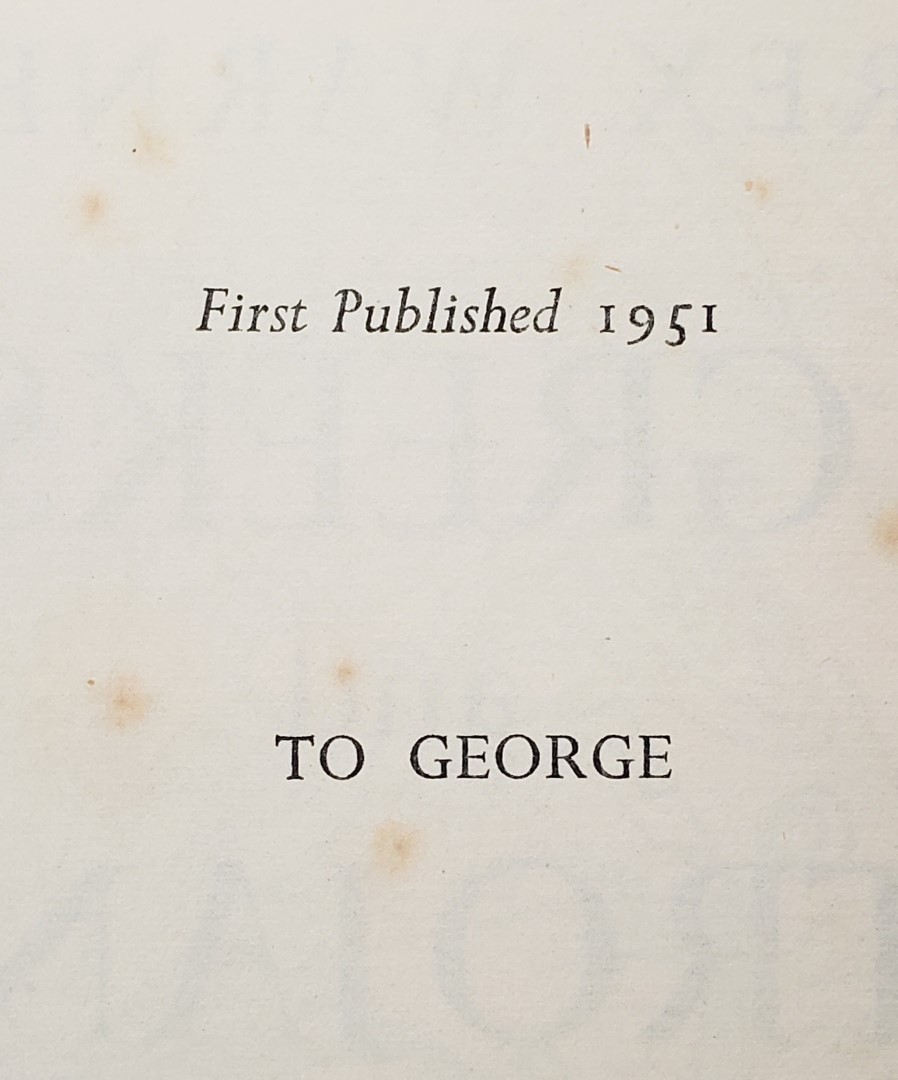 First Published 1951
TO GEORGE